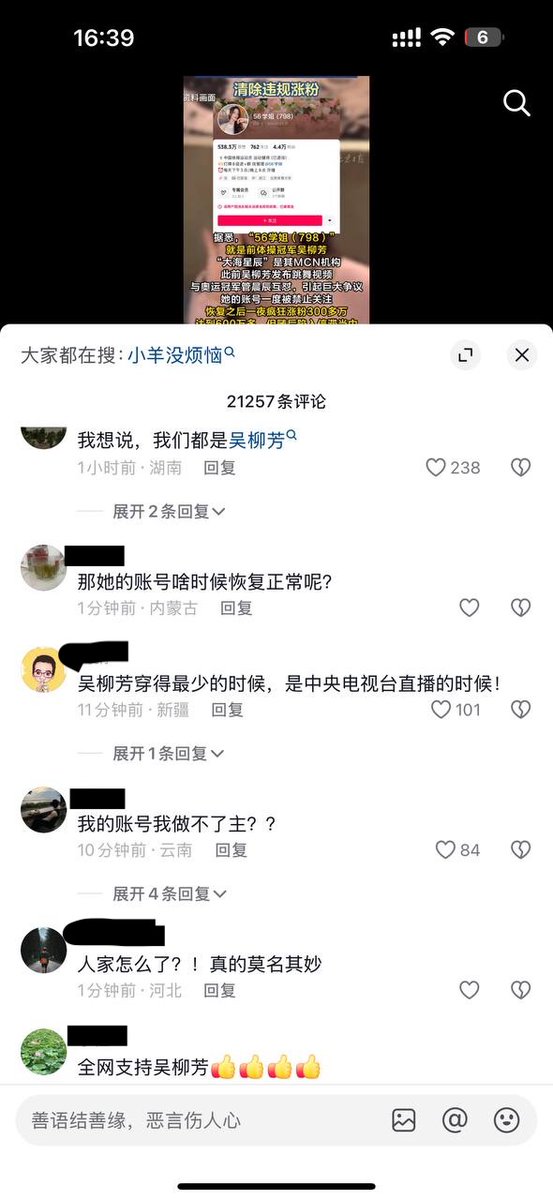 16:39
6
清除违规涨粉
资料画面
56学姐（798）
538.3万
762
4.4万
据悉，“56学姐（798）”
就是前体操冠军吴柳芳
“大海星辰”是其MCN机构
此前吴柳芳发布跳舞视频
与奥运冠军管晨辰互怼，引起巨大争议
她的账号一度被禁止关注
恢复之后一夜疯狂涨粉300多万
大家都在搜：小羊没烦恼
21257条评论
我想说，我们都是吴柳芳
1小时前·湖南 回复
238
展开2条回复
那她的账号啥时候恢复正常呢？
1分钟前·内蒙古 回复
吴柳芳穿得最少的时候，是中央电视台直播的时候！
11分钟前·新疆 回复
101
展开1条回复
我的账号我做不了主？？
10分钟前·云南 回复
84
展开4条回复
人家怎么了？！真的莫名其妙
1分钟前·河北 回复
全网支持吴柳芳👍👍👍👍
善语结善缘，恶言伤人心